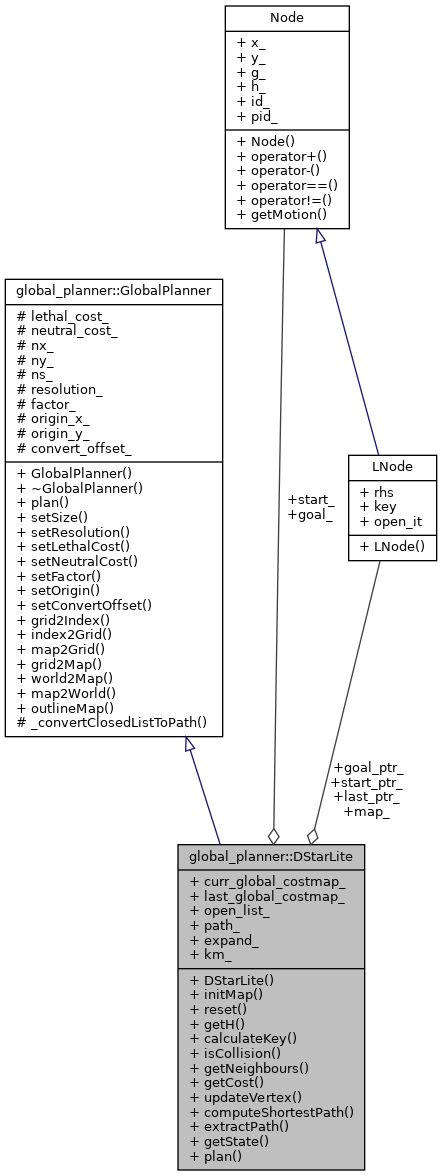 Node
+ x_
+ y_
+ g_
+ h_
+ id_
+ pid_
+ Node()
+ operator+()
+ operator-()
+ operator==()
+ operator!=()
+ getMotion()
global_planner::GlobalPlanner
# lethal_cost_
# neutral_cost_
# nx_
# ny_
# ns_
# resolution_
# factor_
# origin_x_
# origin_y_
# convert_offset_
+ GlobalPlanner()
+ ~GlobalPlanner()
+ plan()
+ setSize()
+ setResolution()
+ setLethalCost()
+ setNeutralCost()
+ setFactor()
+ setOrigin()
+ setConvertOffset()
+ grid2Index()
+ index2Grid()
+ map2Grid()
+ grid2Map()
+ world2Map()
+ map2World()
+ outlineMap()
# _convertClosedListToPath()
+start_
+goal_
LNode
+ rhs
+ key
+ open_it
+ LNode()
+goal_ptr_
+start_ptr_
+last_ptr_
+map_
global_planner::DStarLite
+ curr_global_costmap_
+ last_global_costmap_
+ open_list_
+ path_
+ expand_
+ km_
+ DStarLite()
+ initMap()
+ reset()
+ getH()
+ calculateKey()
+ isCollision()
+ getNeighbours()
+ getCost()
+ updateVertex()
+ computeShortestPath()
+ extractPath()
+ getState()
+ plan()